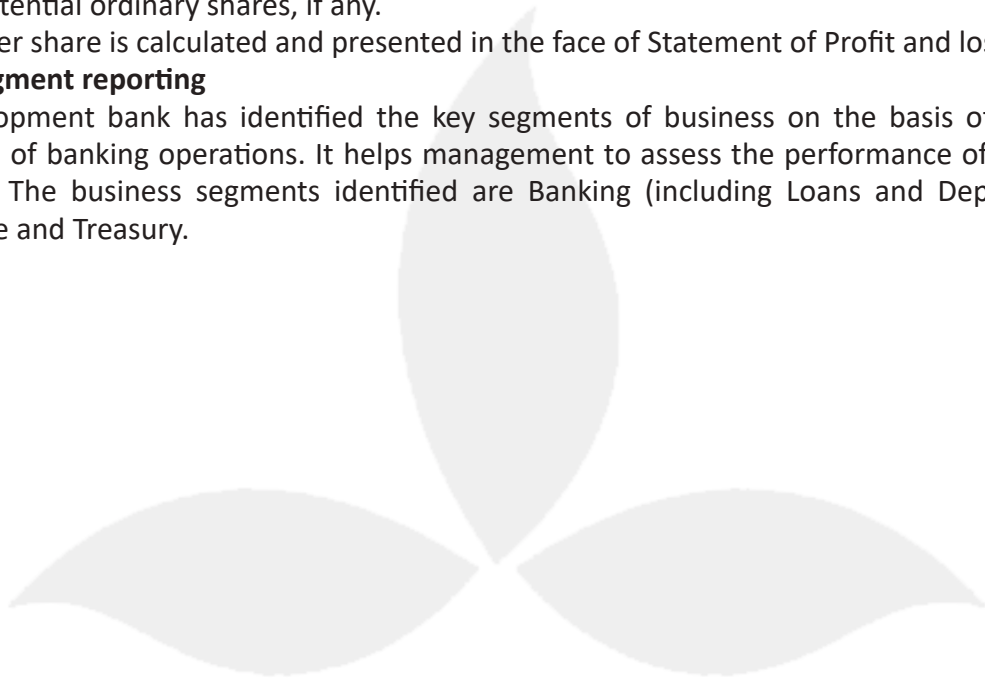 tential ordinary shares, if any.
er share is calculated and presented in the face of Statement of Profit and los
gment reporting
opment bank has identified the key segments of business on the basis of
of banking operations. It helps management to assess the performance of
The business segments identified are Banking (including Loans and Dep
e and Treasury.